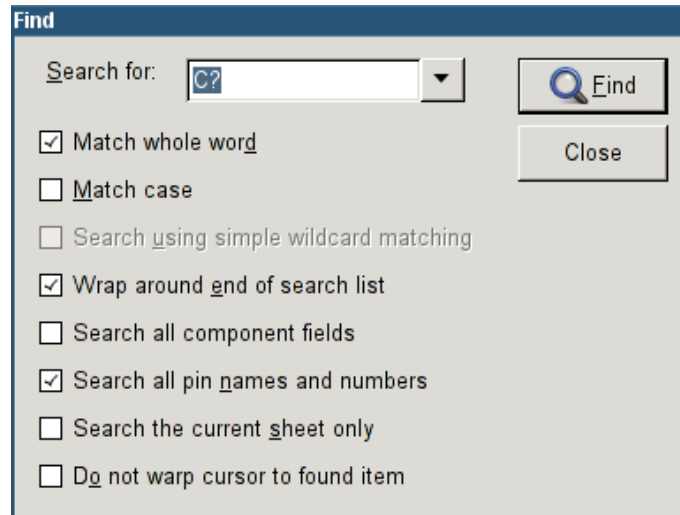 Find
Search for: C? Find
Match whole word Close
Match case
Search using simple wildcard matching
Wrap around end of search list
Search all component fields
Search all pin names and numbers
Search the current sheet only
Do not warp cursor to found item